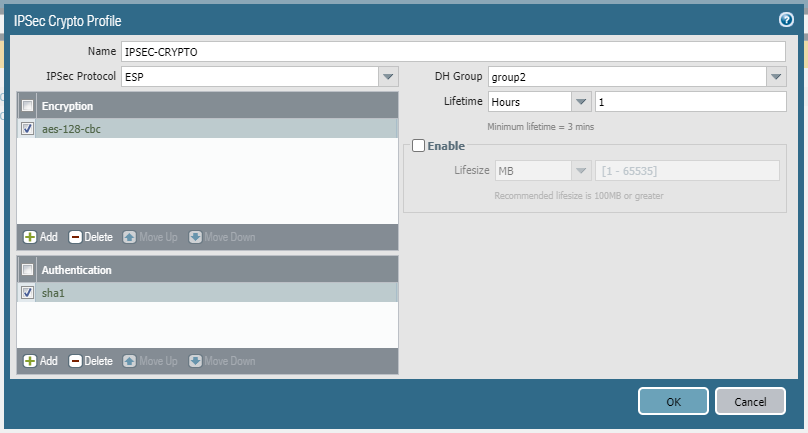 IPSec Crypto Profile
Name IPSEC-CRYPTO
IPSec Protocol ESP
DH Group group2
Encryption
Lifetime Hours 1
aes-128-cbc
Minimum lifetime = 3 mins
Enable
Lifesize MB [1 - 65535]
Recommended lifesize is 100MB or greater
Add Delete Move Up Move Down
Authentication
sha1
Add Delete Move Up Move Down
OK Cancel